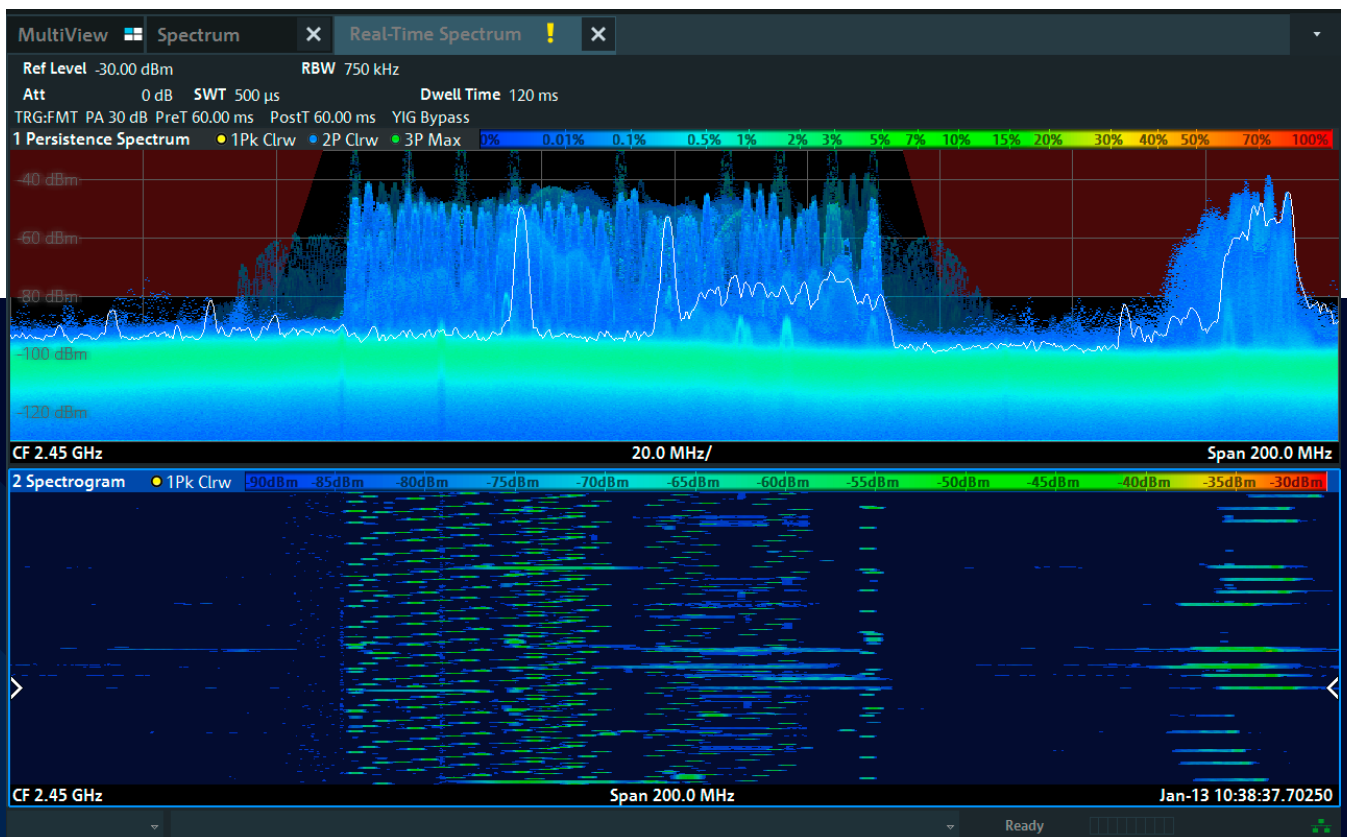 MultiView Spectrum X Real-Time Spectrum ! X
Ref Level -30.00 dBm RBW 750 kHz
Att 0 dB SWT 500 µs Dwell Time 120 ms
TRG:FMT PA 30 dB PreT 60.00 ms PostT 60.00 ms YIG Bypass
1 Persistence Spectrum 1Pk Clrw 2P Clrw 3P Max 0% 0.01% 0.1% 0.5% 1% 2% 3% 5% 7% 10% 15% 20% 30% 40% 50% 70% 100%
-40 dBm
-60 dBm
-80 dBm
-100 dBm
-120 dBm
CF 2.45 GHz 20.0 MHz/ Span 200.0 MHz
2 Spectrogram 1Pk Clrw -90dBm -85dBm -80dBm -75dBm -70dBm -65dBm -60dBm -55dBm -50dBm -45dBm -40dBm -35dBm -30dBm
CF 2.45 GHz Span 200.0 MHz Jan-13 10:38:37.70250
Ready